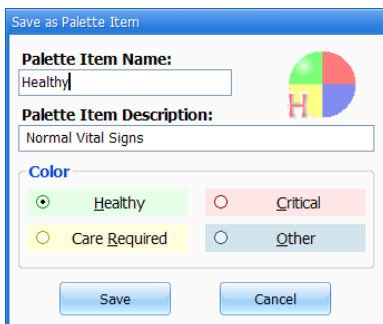 Save as Palette Item
Palette Item Name:
Healthy
H
Palette Item Description:
Normal Vital Signs
Color
Healthy
Critical
Care Required
Other
Save
Cancel